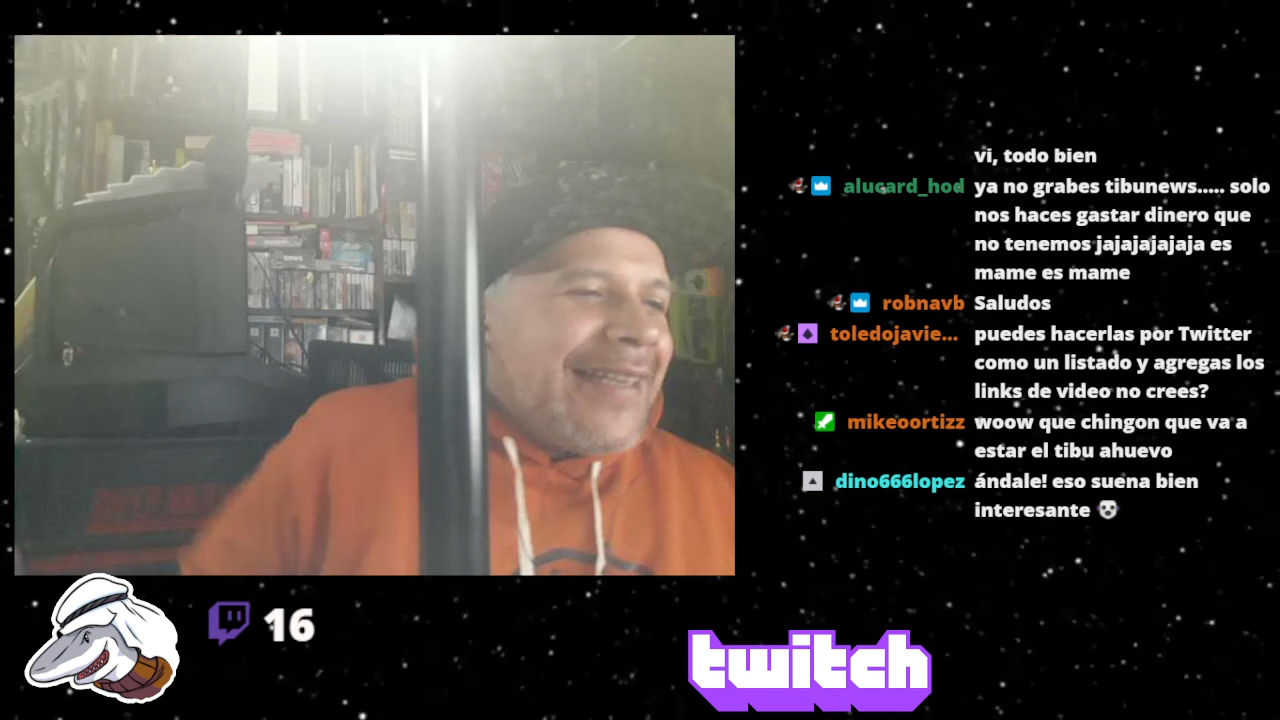 vi, todo bien
alucard_hod ya no grabes tibunews..... solo
nos haces gastar dinero que
no tenemos jajajajajaja es
mame es mame
robnavb Saludos
toledojavie... puedes hacerlas por Twitter
como un listado y agregas los
links de video no crees?
mikeoortizz woow que chingon que va a
estar el tibu ahuevo
dino666lopez ándale! eso suena bien
interesante
16
twitch